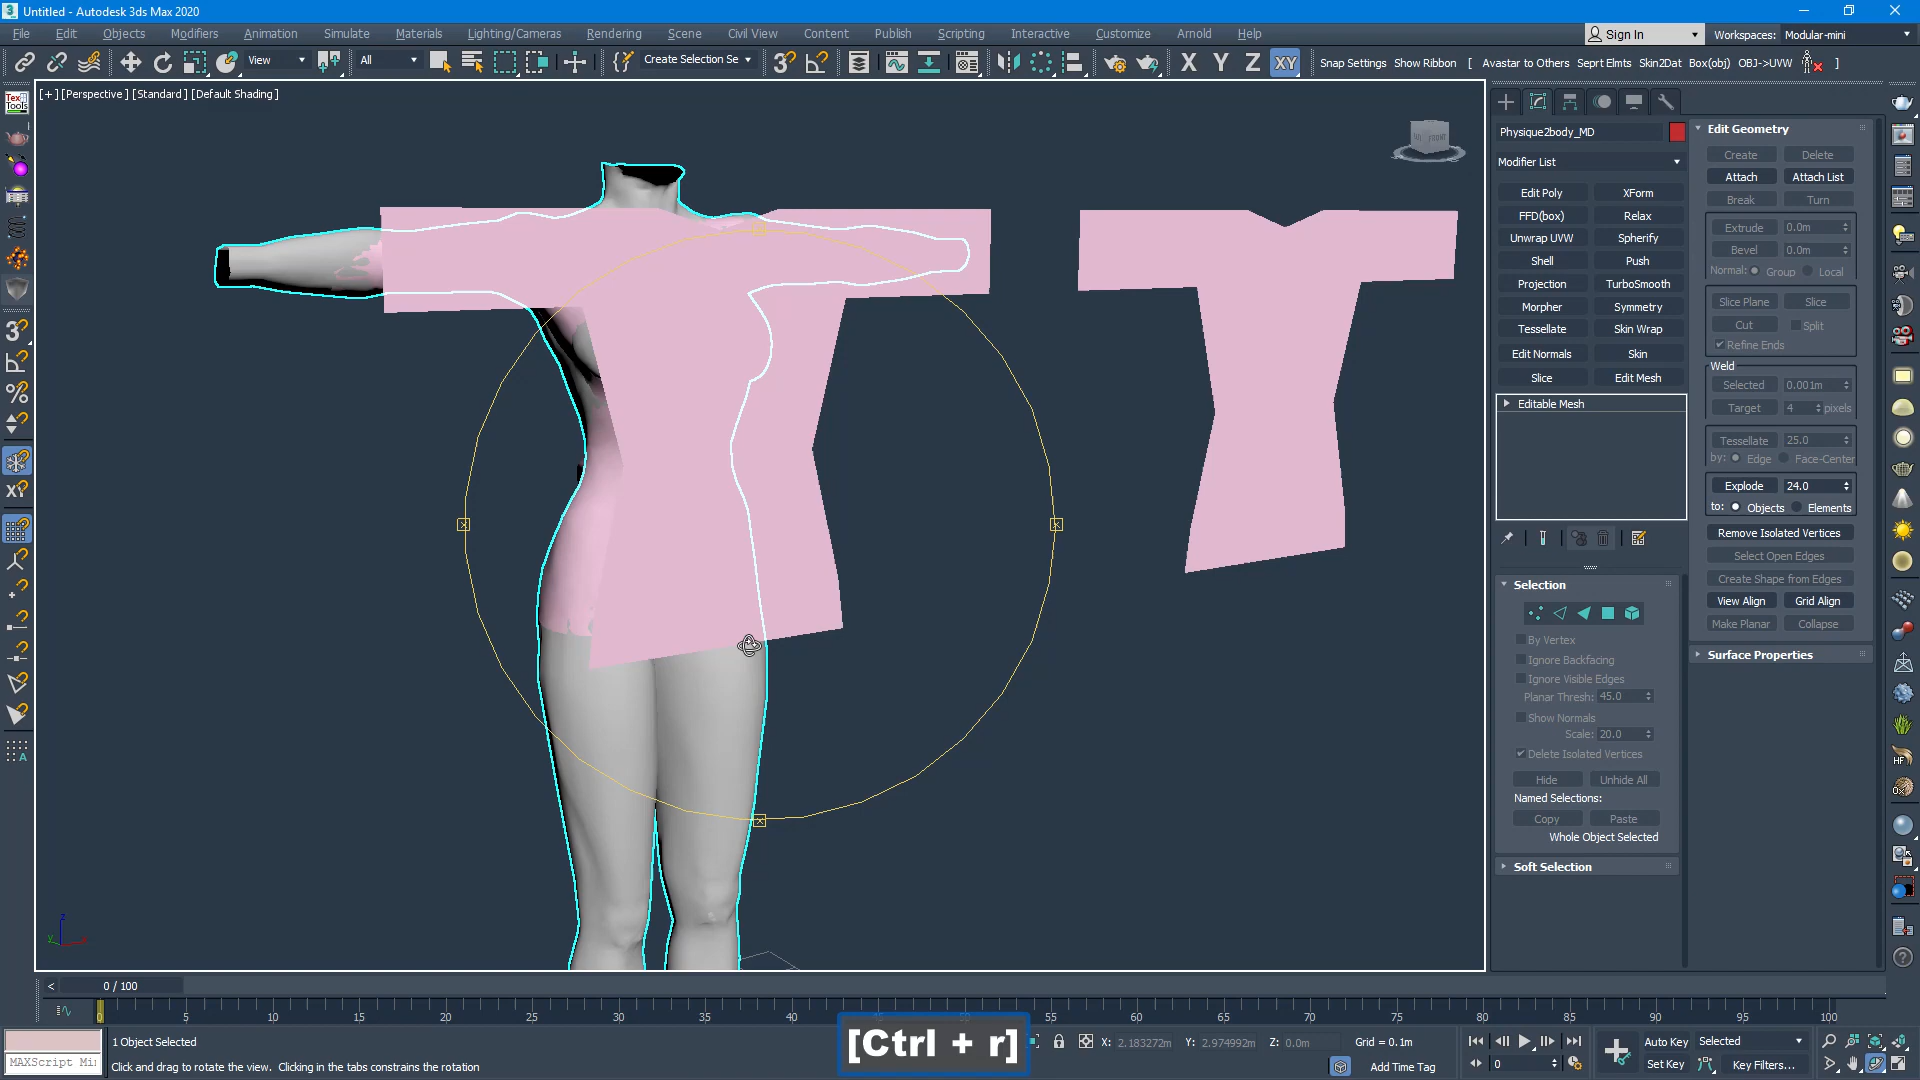 Untitled - Autodesk 3ds Max 2020
File Edit Objects Modifiers Animation Simulate Materials Lighting/Cameras Rendering Scene Civil View Content Publish Scripting Interactive Customize Arnold Help
Sign In Workspaces: Modular-mini
View All Create Selection Se X Y Z XY Snap Settings Show Ribbon [ Avastar to Others Seprt Elmts Skin2Dat Box(obj) OBJ->UVW ]
[+] [Perspective] [Standard] [Default Shading]
Physique2body_MD
Modifier List
Edit Poly XForm
FFD(box) Relax
Unwrap UVW Spherify
Shell Push
Projection TurboSmooth
Morpher Symmetry
Tessellate Skin Wrap
Edit Normals Skin
Slice Edit Mesh
Editable Mesh
Selection
By Vertex
Ignore Backfacing
Ignore Visible Edges
Planar Thresh: 45.0
Show Normals
Scale: 20.0
Delete Isolated Vertices
Hide Unhide All
Named Selections:
Copy Paste
Whole Object Selected
Soft Selection
Edit Geometry
Create Delete
Attach Attach List
Break Turn
Extrude 0.0m
Bevel 0.0m
Normal: Group Local
Slice Plane Slice
Cut Split
Refine Ends
Weld
Selected 0.001m
Target 4 pixels
Tessellate 25.0
by: Edge Face-Center
Explode 24.0
to: Objects Elements
Remove Isolated Vertices
Select Open Edges
Create Shape from Edges
View Align Grid Align
Make Planar Collapse
Surface Properties
< 0 / 100
0 5 10 15 20 25 30 35 40 45 50 55 60 65 70 75 80 85 90 95 100
MAXScript Mi
1 Object Selected
Click and drag to rotate the view. Clicking in the tabs constrains the rotation
[Ctrl + r]
X: 2.183272m Y: 2.974992m Z: 0.0m Grid = 0.1m
Add Time Tag
0
Auto Key Selected
Set Key Key Filters...